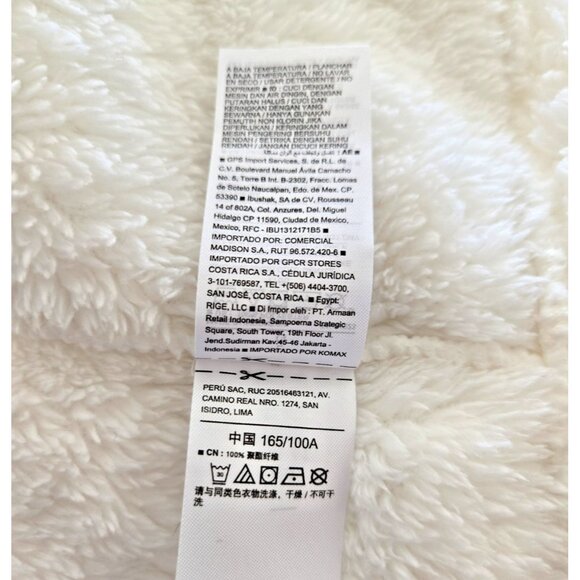 A BAJA TEMPERATURA / PLANCHAR
A BAJA TEMPERATURA / NO LAVAR
EN SECO / USAR DETERGENTE / NO
EXPRIMIR ■ ID : CUCI DENGAN
MESIN DAN AIR DINGIN, DENGAN
PUTARAN HALUS / CUCI DAN
KERINGKAN DENGAN YANG
SEWARNA / HANYA GUNAKAN
PEMUTIH NON KLORIN JIKA
DIPERLUKAN / KERINGKAN DALAM
MESIN PENGERING BERSUHU
RENDAH / SETRIKA DENGAN SUHU
RENDAH / JANGAN DICUCI KERING
■ AE :
■ GPS Import Services, S. de R.L. de
C.V. Boulevard Manuel Ávila Camacho
No. 5, Torre B Int. B-2302, Fracc. Lomas
de Sotelo Naucalpan, Edo. de Mex. CP.
53390 ■ Ibushak, SA de CV, Rousseau
14 of 802A, Col. Anzures, Del. Miguel
Hidalgo CP 11590, Ciudad de Mexico,
Mexico, RFC - IBU1312171B5 ■
IMPORTADO POR: COMERCIAL
MADISON S.A., RUT 96.572.420-6 ■
IMPORTADO POR: GPCR STORES
COSTA RICA S.A., CÉDULA JURÍDICA
3-101-769587, TEL +(506) 4404-3700,
SAN JOSÉ, COSTA RICA ■ Egypt:
RIGE, LLC ■ Di Impor oleh : PT. Armaan
Retail Indonesia, Sampoerna Strategic
Square, South Tower, 19th Floor Jl.
Jend.Sudirman Kav.45-46 Jakarta -
Indonesia ■ IMPORTADO POR KOMAX
PERÚ SAC, RUC 20516463121, AV.
CAMINO REAL NRO. 1274, SAN
ISIDRO, LIMA
中国 165/100A
■ CN : 100% 聚酯纤维
30
请与同类色衣物洗涤, 干燥 / 不可干
洗